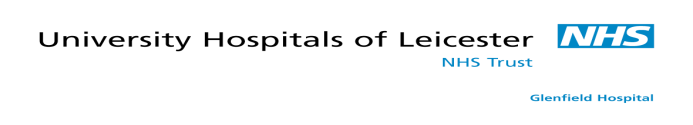 University Hospitals of Leicester NHS
NHS Trust
Glenfield Hospital